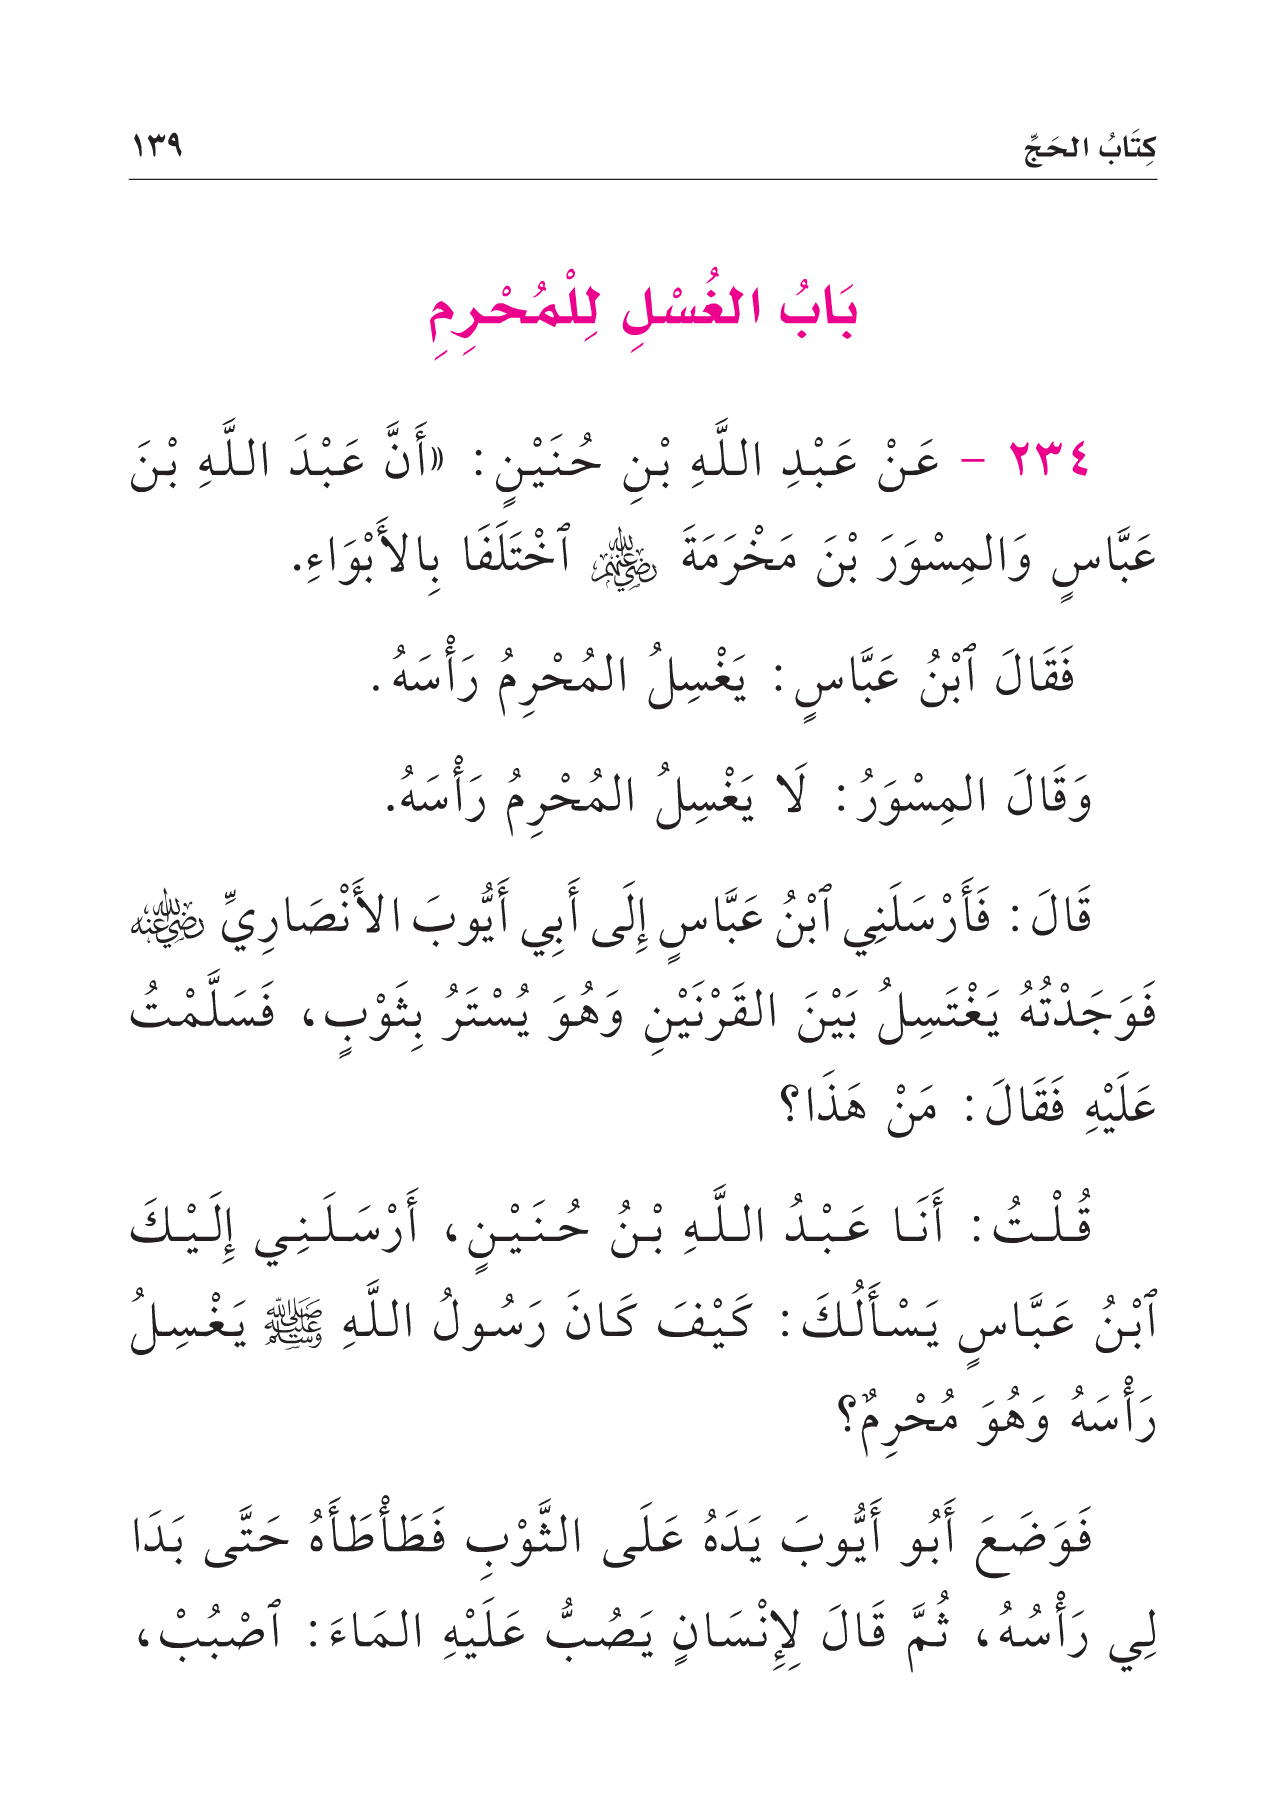 كِتَابُ الحَجِّ ١٣٩
بَابُ الغُسْلِ لِلْمُحْرِمِ
٢٣٤ - عَنْ عَبْدِ اللَّهِ بْنِ حُنَيْنٍ: «أَنَّ عَبْدَ اللَّهِ بْنَ
عَبَّاسٍ وَالمِسْوَرَ بْنَ مَخْرَمَةَ رضي الله عنهم ٱخْتَلَفَا بِالأَبْوَاءِ.
فَقَالَ ٱبْنُ عَبَّاسٍ: يَغْسِلُ المُحْرِمُ رَأْسَهُ.
وَقَالَ المِسْوَرُ: لَا يَغْسِلُ المُحْرِمُ رَأْسَهُ.
قَالَ: فَأَرْسَلَنِي ٱبْنُ عَبَّاسٍ إِلَى أَبِي أَيُّوبَ الأَنْصَارِيِّ رضي الله عنه
فَوَجَدْتُهُ يَغْتَسِلُ بَيْنَ القَرْنَيْنِ وَهُوَ يُسْتَرُ بِثَوْبٍ، فَسَلَّمْتُ
عَلَيْهِ فَقَالَ: مَنْ هَذَا؟
قُلْتُ: أَنَا عَبْدُ اللَّهِ بْنُ حُنَيْنٍ، أَرْسَلَنِي إِلَيْكَ
ٱبْنُ عَبَّاسٍ يَسْأَلُكَ: كَيْفَ كَانَ رَسُولُ اللَّهِ ﷺ يَغْسِلُ
رَأْسَهُ وَهُوَ مُحْرِمٌ؟
فَوَضَعَ أَبُو أَيُّوبَ يَدَهُ عَلَى الثَّوْبِ فَطَأْطَأَهُ حَتَّى بَدَا
لِي رَأْسُهُ، ثُمَّ قَالَ لِإِنْسَانٍ يَصُبُّ عَلَيْهِ المَاءَ: ٱصْبُبْ،